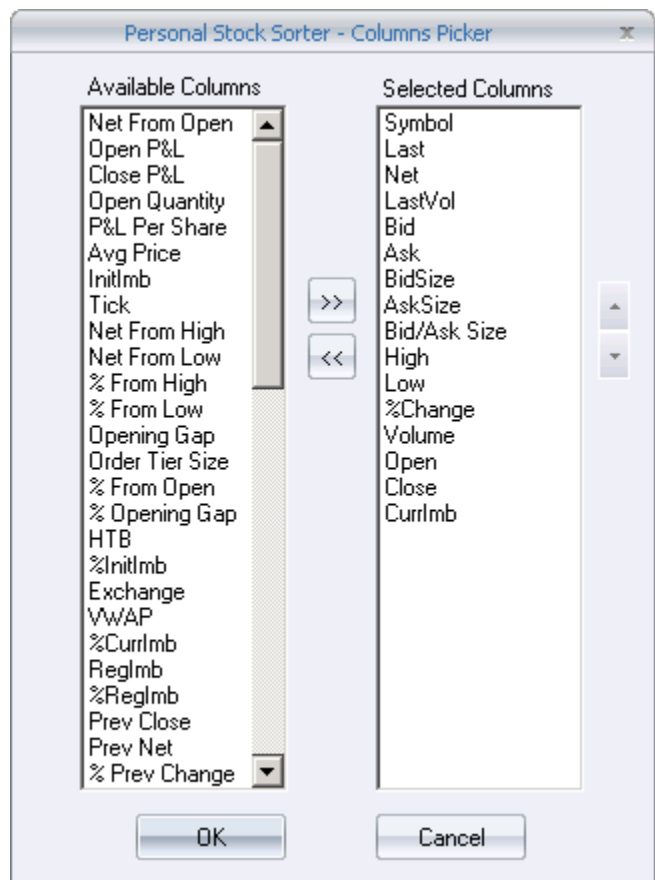 Personal Stock Sorter - Columns Picker
x
Available Columns
Net From Open
Open P&L
Close P&L
Open Quantity
P&L Per Share
Avg Price
InitImb
Tick
Net From High
Net From Low
% From High
% From Low
Opening Gap
Order Tier Size
% From Open
% Opening Gap
HTB
%InitImb
Exchange
VWAP
%CurrImb
RegImb
%RegImb
Prev Close
Prev Net
% Prev Change
>>
<<
Selected Columns
Symbol
Last
Net
LastVol
Bid
Ask
BidSize
AskSize
Bid/Ask Size
High
Low
%Change
Volume
Open
Close
CurrImb
OK
Cancel